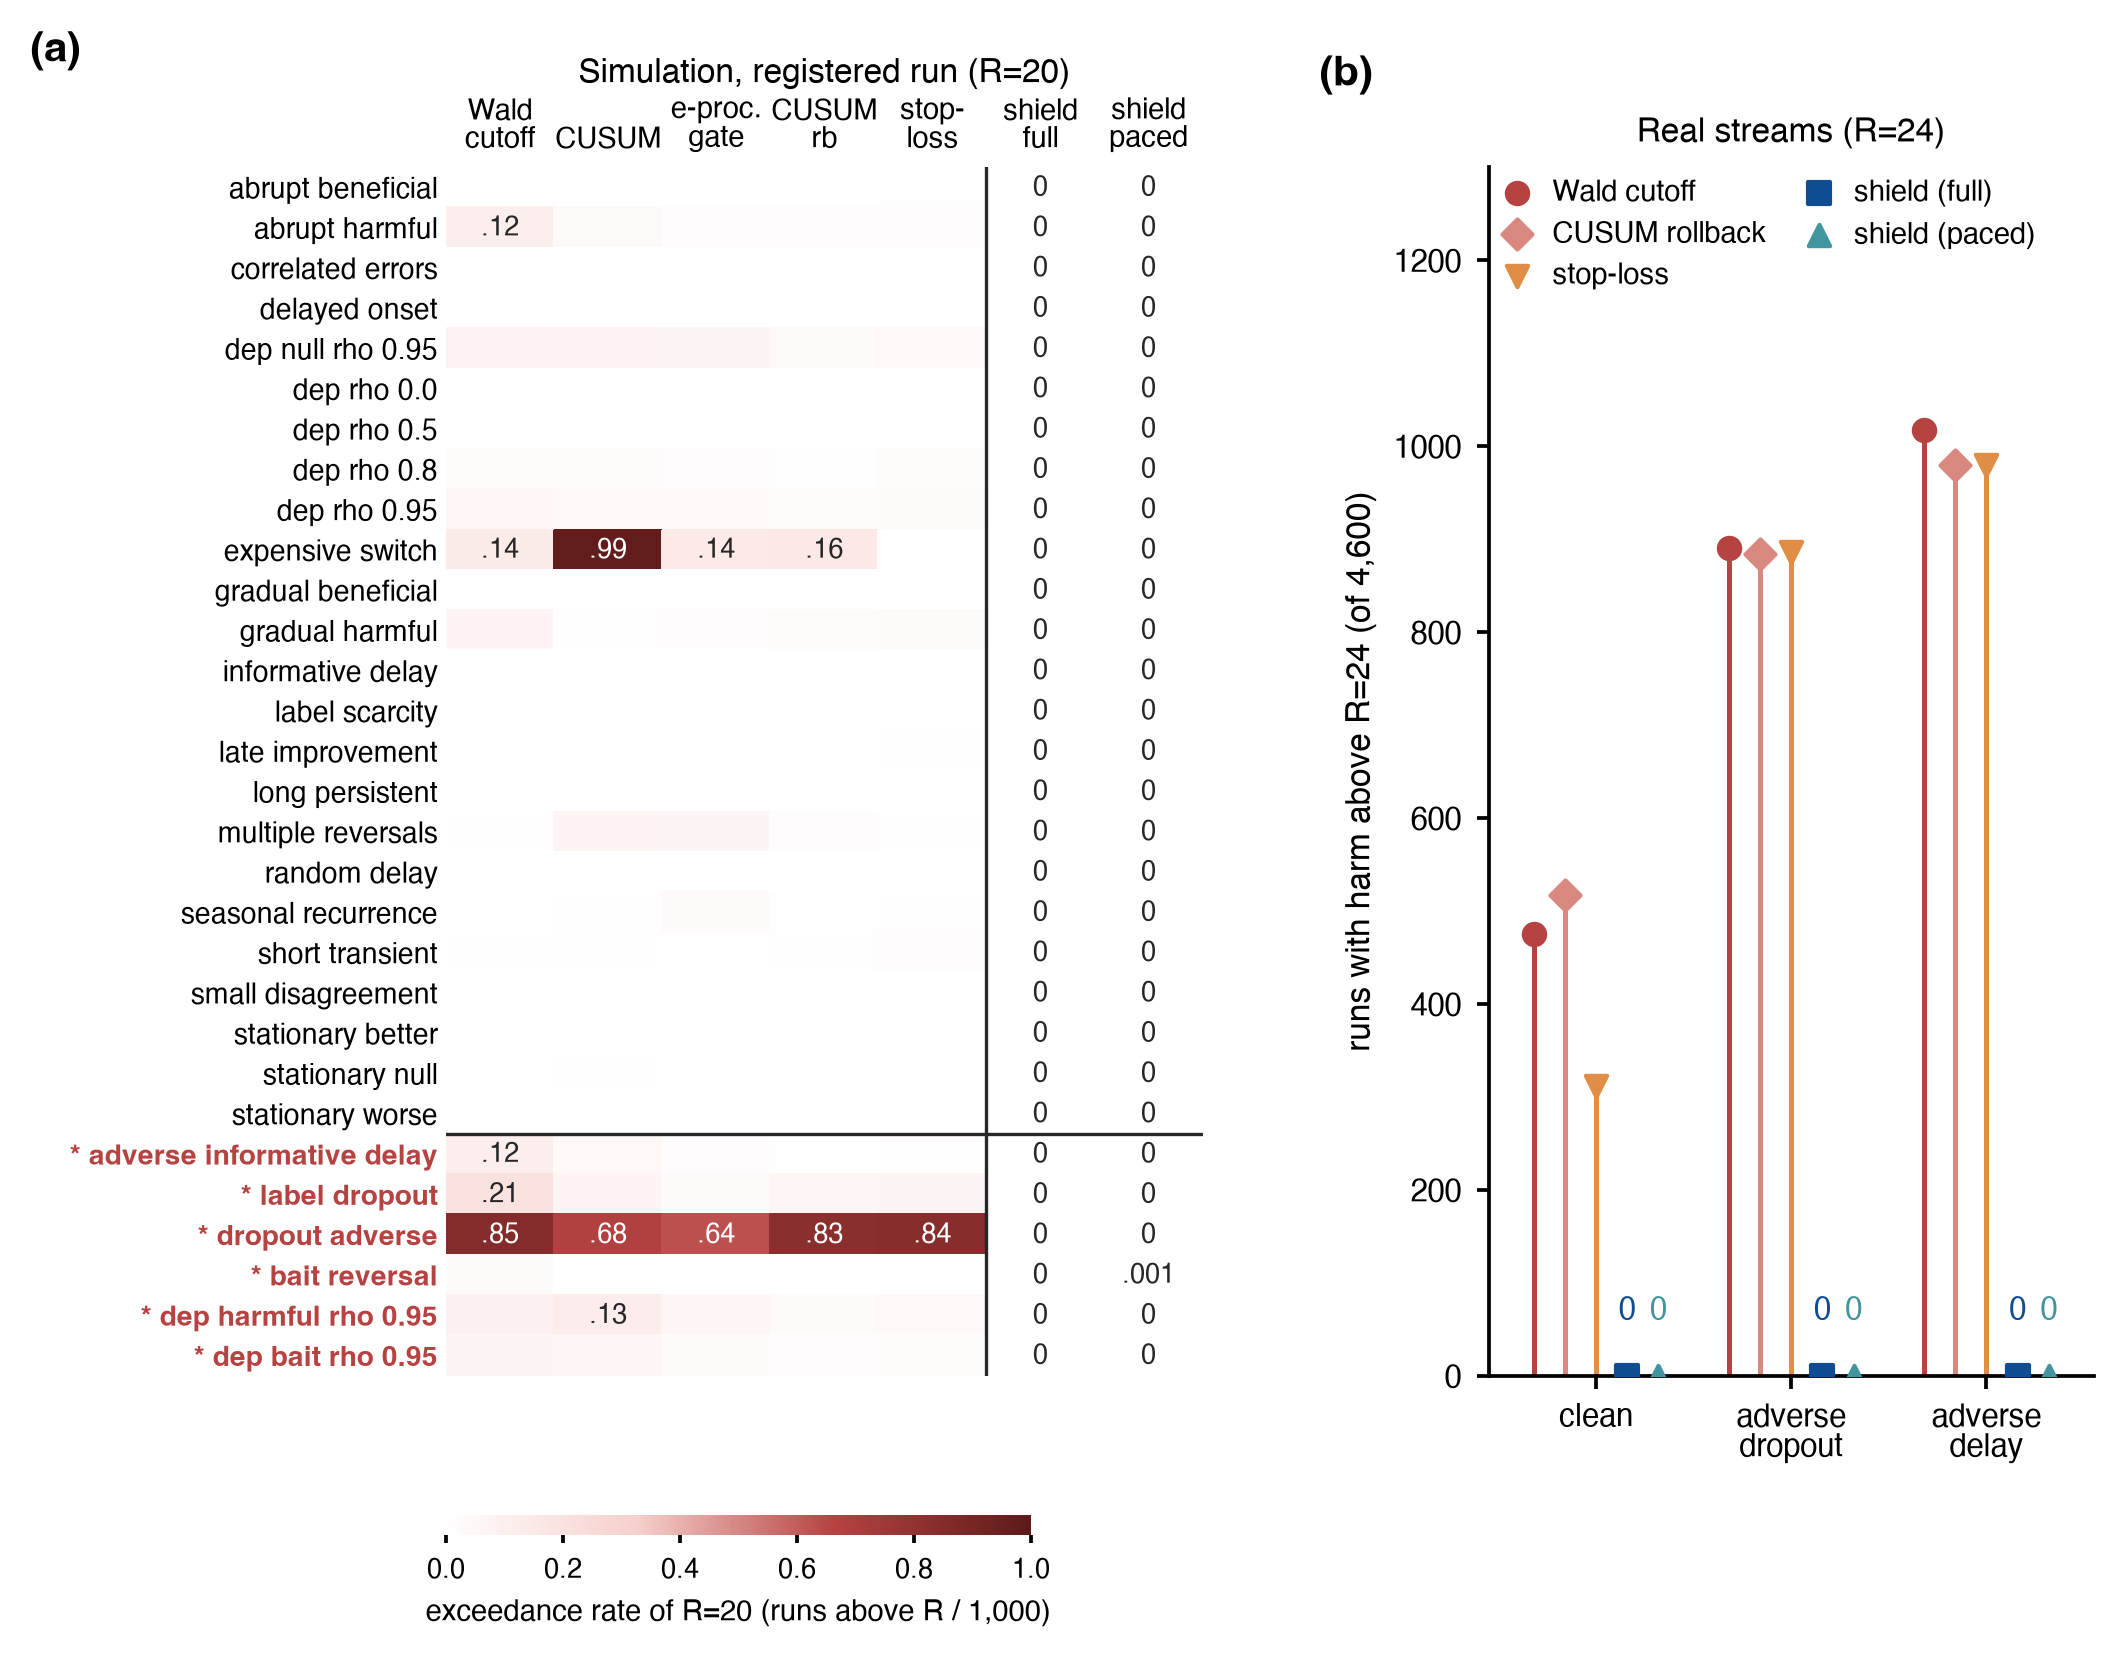 (a)
Simulation, registered run (R=20)
Wald cutoff
CUSUM
e-proc. gate
CUSUM rb
stop-loss
shield full
shield paced
abrupt beneficial 0 0
abrupt harmful .12 0 0
correlated errors 0 0
delayed onset 0 0
dep null rho 0.95 0 0
dep rho 0.0 0 0
dep rho 0.5 0 0
dep rho 0.8 0 0
dep rho 0.95 0 0
expensive switch .14 .99 .14 .16 0 0
gradual beneficial 0 0
gradual harmful 0 0
informative delay 0 0
label scarcity 0 0
late improvement 0 0
long persistent 0 0
multiple reversals 0 0
random delay 0 0
seasonal recurrence 0 0
short transient 0 0
small disagreement 0 0
stationary better 0 0
stationary null 0 0
stationary worse 0 0
* adverse informative delay .12 0 0
* label dropout .21 0 0
* dropout adverse .85 .68 .64 .83 .84 0 0
* bait reversal 0 .001
* dep harmful rho 0.95 .13 0 0
* dep bait rho 0.95 0 0
0.0 0.2 0.4 0.6 0.8 1.0
exceedance rate of R=20 (runs above R / 1,000)
(b)
Real streams (R=24)
Wald cutoff
CUSUM rollback
stop-loss
shield (full)
shield (paced)
runs with harm above R=24 (of 4,600)
1200
1000
800
600
400
200
0
0 0 0 0 0 0
clean
adverse dropout
adverse delay